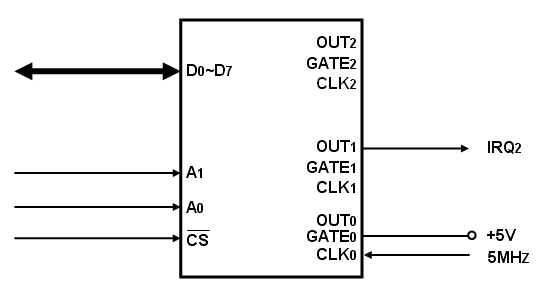 OUT2
GATE2
D0~D7
CLK2
OUT1 IRQ2
GATE1
A1
CLK1
A0
OUT0
GATE0 +5V
CS
CLK0 5MHZ